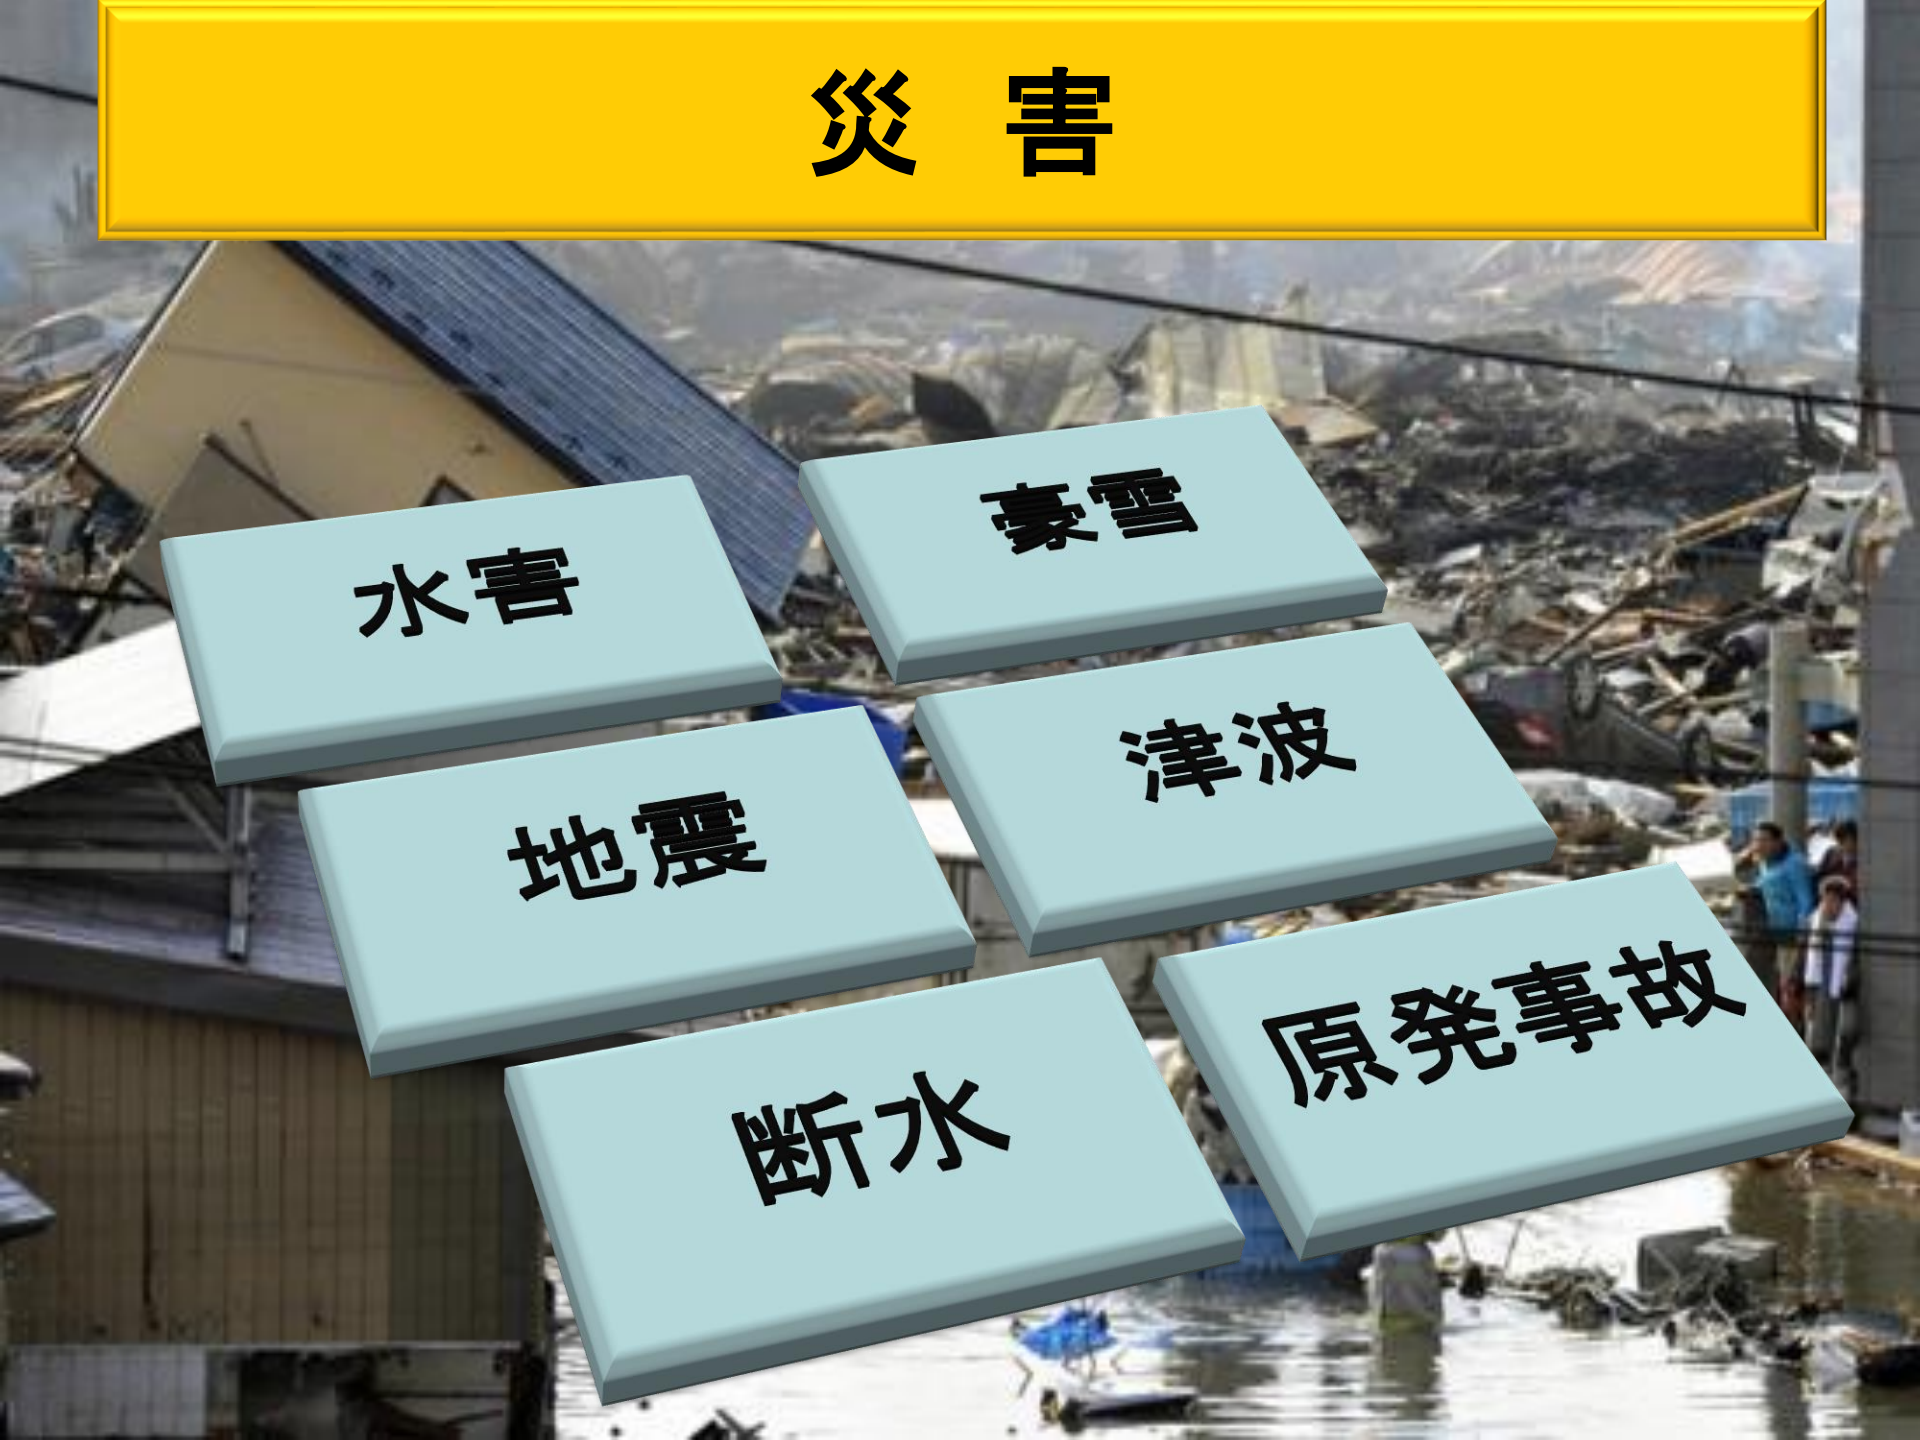 災 害
水害
豪雪
地震
津波
断水
原発事故